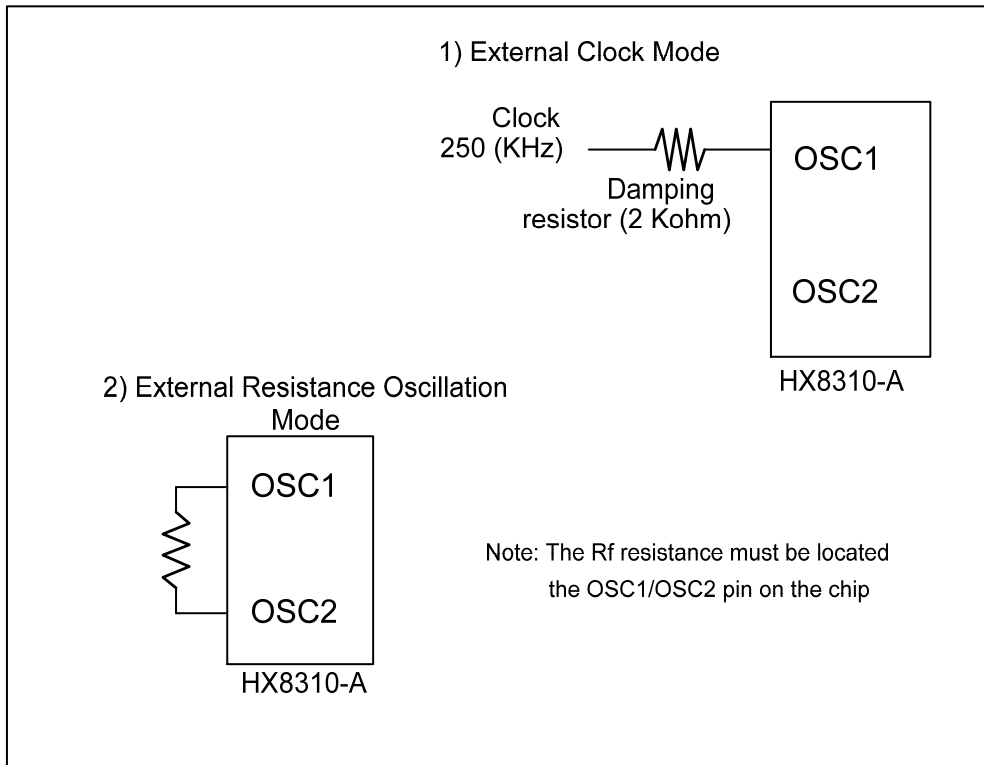 1) External Clock Mode
Clock
250 (KHz)
Damping
resistor (2 Kohm)
OSC1
OSC2
HX8310-A
2) External Resistance Oscillation
Mode
OSC1
OSC2
HX8310-A
Note: The Rf resistance must be located
the OSC1/OSC2 pin on the chip